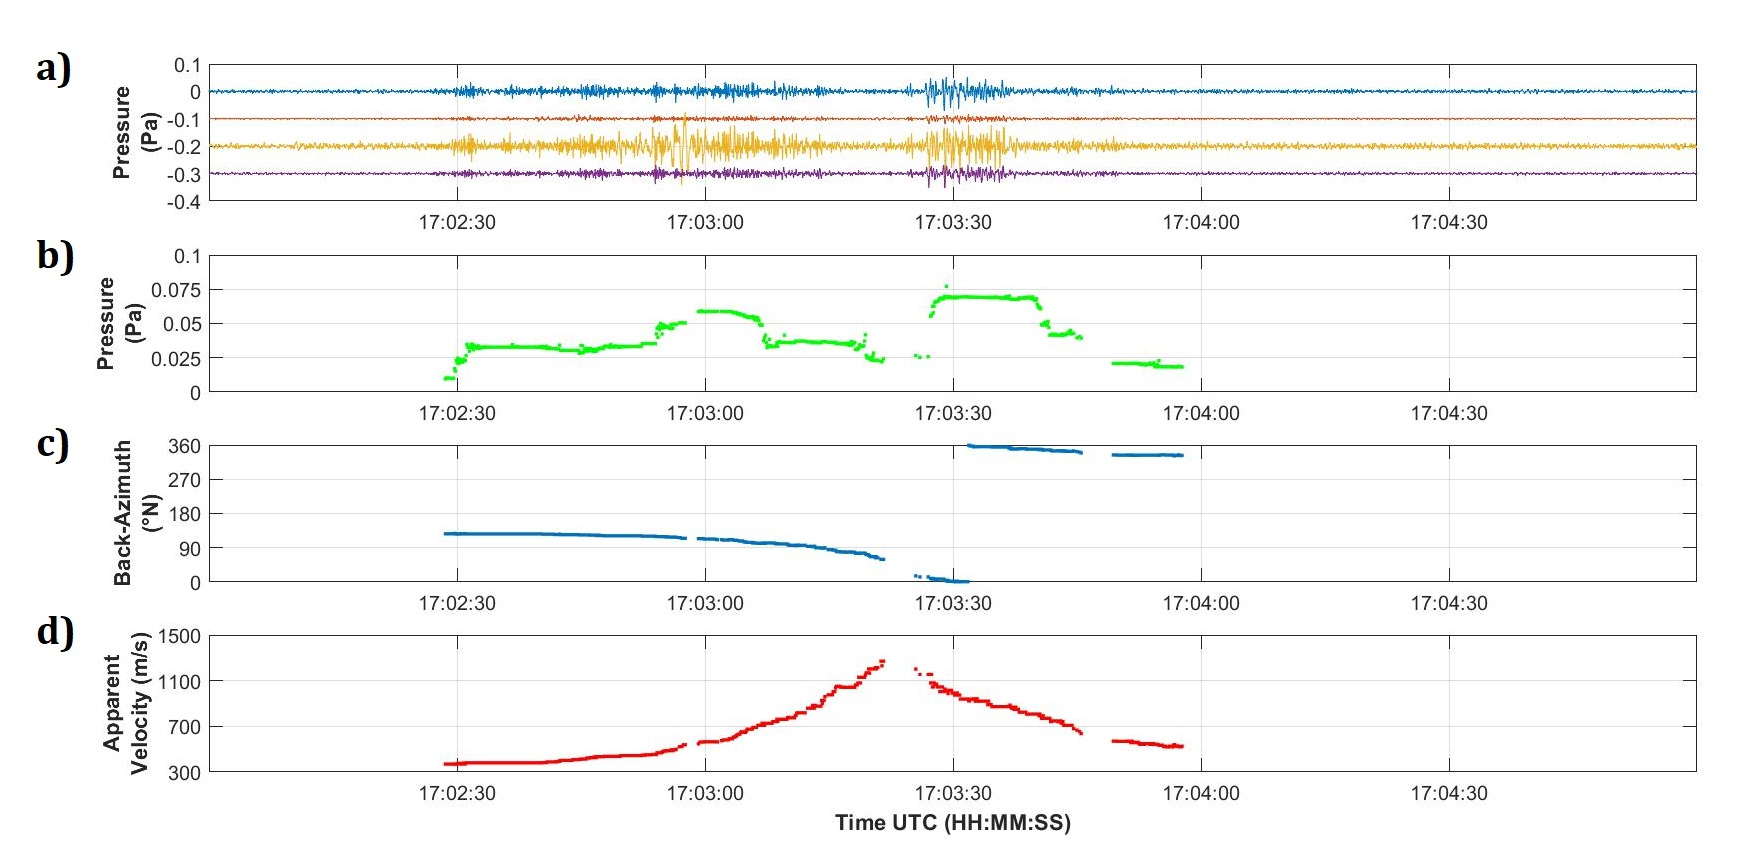 a)
Pressure
(Pa)
0.1
0
-0.1
-0.2
-0.3
-0.4
17:02:30 17:03:00 17:03:30 17:04:00 17:04:30
b)
Pressure
(Pa)
0.1
0.075
0.05
0.025
0
17:02:30 17:03:00 17:03:30 17:04:00 17:04:30
c)
Back-Azimuth
(°N)
360
270
180
90
0
17:02:30 17:03:00 17:03:30 17:04:00 17:04:30
d)
Apparent
Velocity (m/s)
1500
1100
700
300
17:02:30 17:03:00 17:03:30 17:04:00 17:04:30
Time UTC (HH:MM:SS)